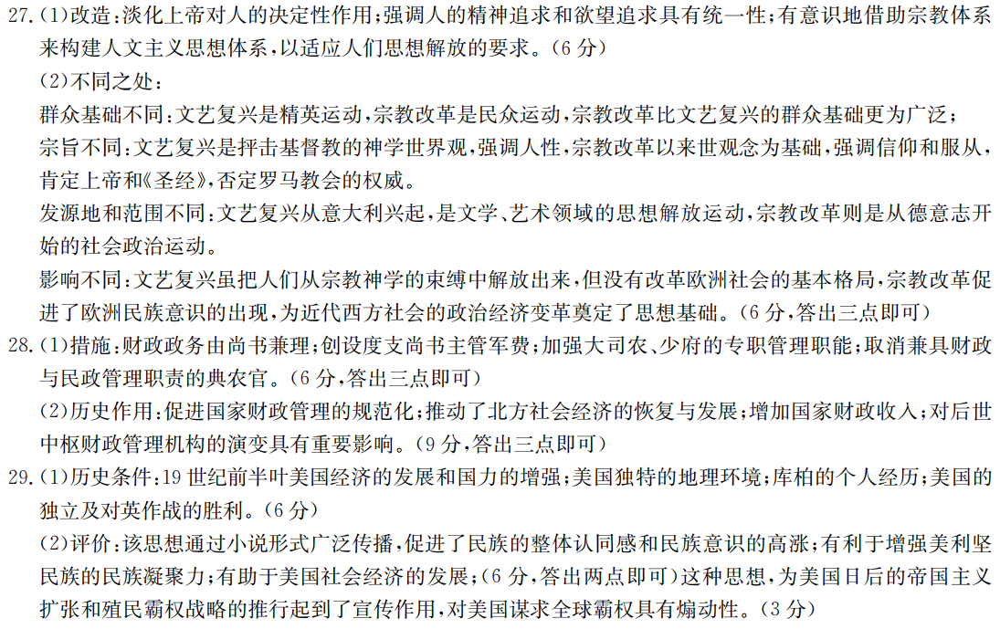 27. (1)改造:淡化上帝对人的决定性作用;强调人的精神追求和欲望追求具有统一性;有意识地借助宗教体系
来构建人文主义思想体系,以适应人们思想解放的要求。(6 分)
(2)不同之处:
群众基础不同:文艺复兴是精英运动,宗教改革是民众运动,宗教改革比文艺复兴的群众基础更为广泛;
宗旨不同:文艺复兴是抨击基督教的神学世界观,强调人性,宗教改革以来世观念为基础,强调信仰和服从,
肯定上帝和《圣经》,否定罗马教会的权威。
发源地和范围不同:文艺复兴从意大利兴起,是文学、艺术领域的思想解放运动,宗教改革则是从德意志开
始的社会政治运动。
影响不同:文艺复兴虽把人们从宗教神学的束缚中解放出来,但没有改革欧洲社会的基本格局,宗教改革促
进了欧洲民族意识的出现,为近代西方社会的政治经济变革奠定了思想基础。(6 分,答出三点即可)
28. (1)措施:财政政务由尚书兼理;创设度支尚书主管军费;加强大司农、少府的专职管理职能;取消兼具财政
与民政管理职责的典农官。(6 分,答出三点即可)
(2)历史作用:促进国家财政管理的规范化;推动了北方社会经济的恢复与发展;增加国家财政收入;对后世
中枢财政管理机构的演变具有重要影响。(9 分,答出三点即可)
29. (1)历史条件:19 世纪前半叶美国经济的发展和国力的增强;美国独特的地理环境;库柏的个人经历;美国的
独立及对英作战的胜利。(6 分)
(2)评价:该思想通过小说形式广泛传播,促进了民族的整体认同感和民族意识的高涨;有利于增强美利坚
民族的民族凝聚力;有助于美国社会经济的发展;(6 分,答出两点即可)这种思想,为美国日后的帝国主义
扩张和殖民霸权战略的推行起到了宣传作用,对美国谋求全球霸权具有煽动性。(3 分)